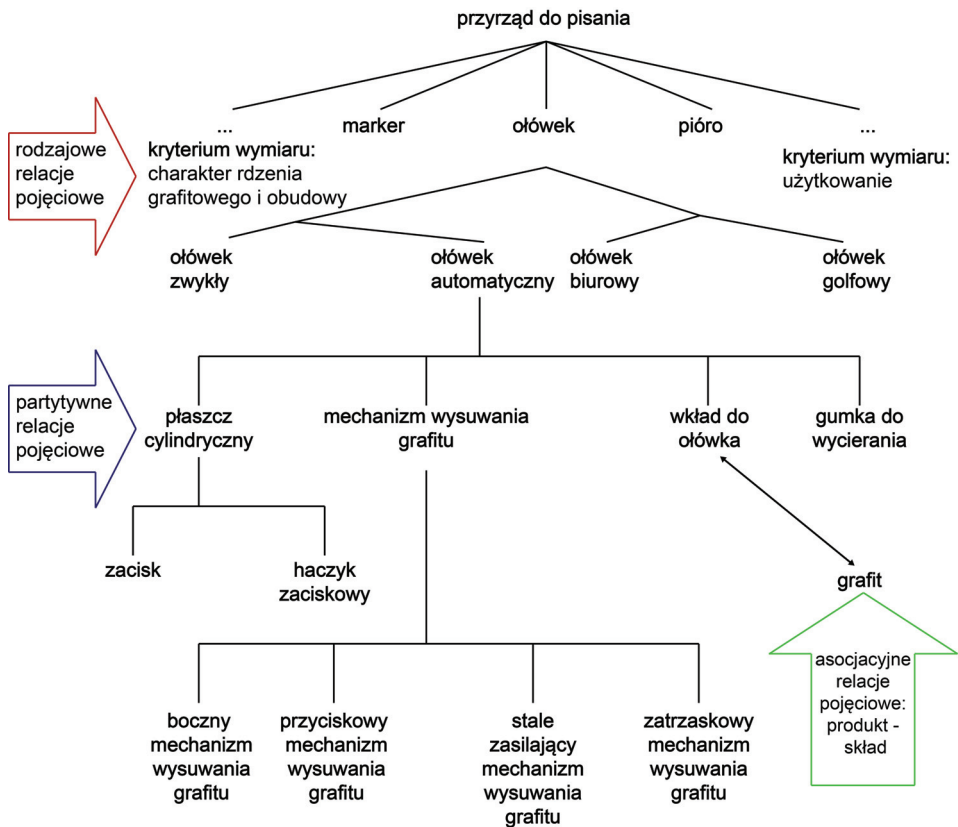 przyrząd do pisania
...
marker
ołówek
pióro
...
rodzajowe
relacje
pojęciowe
kryterium wymiaru:
charakter rdzenia
grafitowego i obudowy
kryterium wymiaru:
użytkowanie
ołówek
zwykły
ołówek
automatyczny
ołówek
biurowy
ołówek
golfowy
partytywne
relacje
pojęciowe
płaszcz
cylindryczny
mechanizm wysuwania
grafitu
wkład do
ołówka
gumka do
wycierania
zacisk
haczyk
zaciskowy
grafit
asocjacyjne
relacje
pojęciowe:
produkt -
skład
boczny
mechanizm
wysuwania
grafitu
przyciskowy
mechanizm
wysuwania
grafitu
stale
zasilający
mechanizm
wysuwania
grafitu
zatrzaskowy
mechanizm
wysuwania
grafitu